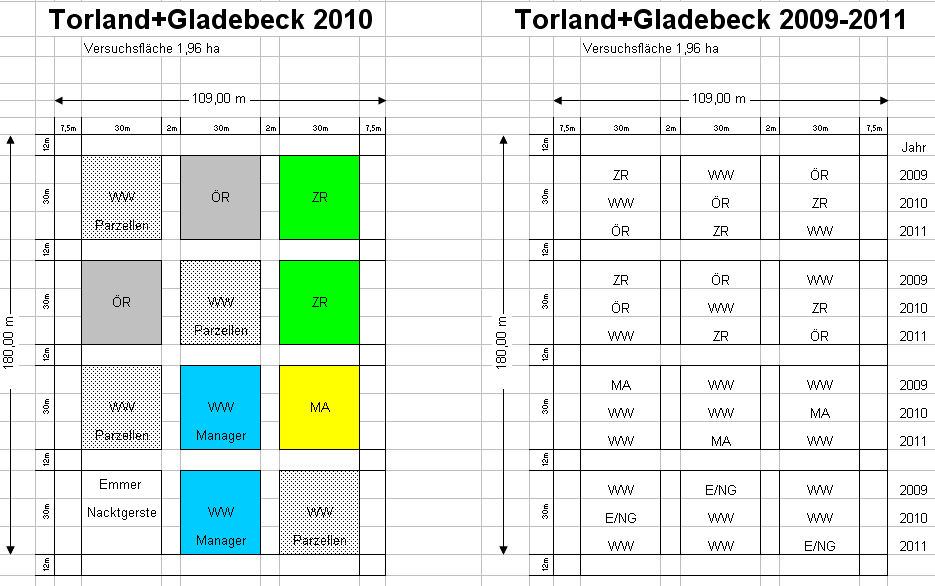 Torland+Gladebeck 2010
Versuchsfläche 1,96 ha
109,00 m
7,5m 30m 2m 30m 2m 30m 7,5m
12m
30m WW Parzellen ÖR ZR
12m
30m ÖR WW Parzellen ZR
12m
30m WW Parzellen WW Manager MA
12m
30m Emmer Nacktgerste WW Manager WW Parzellen
12m
180,00 m
Torland+Gladebeck 2009-2011
Versuchsfläche 1,96 ha
109,00 m
7,5m 30m 2m 30m 2m 30m 7,5m
12m Jahr
ZR WW ÖR 2009
30m WW ÖR ZR 2010
ÖR ZR WW 2011
12m
ZR ÖR WW 2009
30m ÖR WW ZR 2010
WW ZR ÖR 2011
12m
MA WW WW 2009
30m WW WW MA 2010
WW MA WW 2011
12m
WW E/NG WW 2009
30m E/NG WW WW 2010
WW WW E/NG 2011
12m
180,00 m